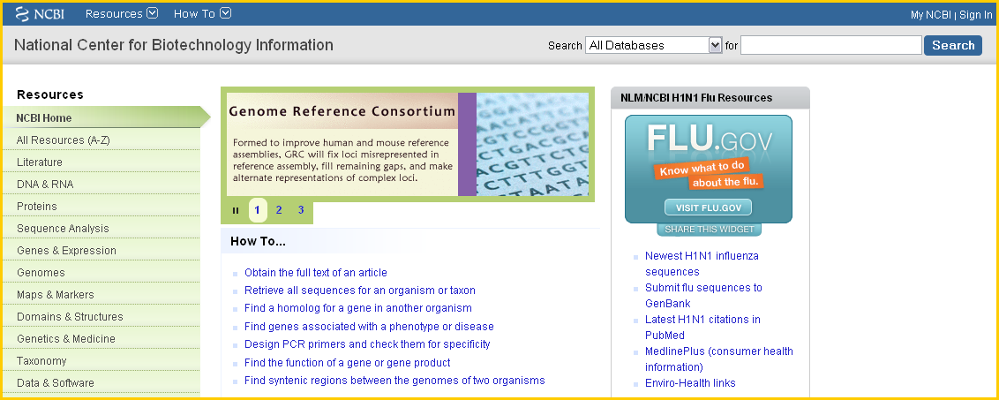 NCBI Resources How To My NCBI | Sign In
National Center for Biotechnology Information Search All Databases for Search
Resources
NCBI Home
All Resources (A-Z)
Literature
DNA & RNA
Proteins
Sequence Analysis
Genes & Expression
Genomes
Maps & Markers
Domains & Structures
Genetics & Medicine
Taxonomy
Data & Software
Genome Reference Consortium
Formed to improve human and mouse reference
assemblies, GRC will fix loci misrepresented in
reference assembly, fill remaining gaps, and make
alternate representations of complex loci.
1 2 3
How To...
Obtain the full text of an article
Retrieve all sequences for an organism or taxon
Find a homolog for a gene in another organism
Find genes associated with a phenotype or disease
Design PCR primers and check them for specificity
Find the function of a gene or gene product
Find syntenic regions between the genomes of two organisms
NLM/NCBI H1N1 Flu Resources
FLU.GOV
Know what to do
about the flu.
VISIT FLU.GOV
SHARE THIS WIDGET
Newest H1N1 influenza
sequences
Submit flu sequences to
GenBank
Latest H1N1 citations in
PubMed
MedlinePlus (consumer health
information)
Enviro-Health links